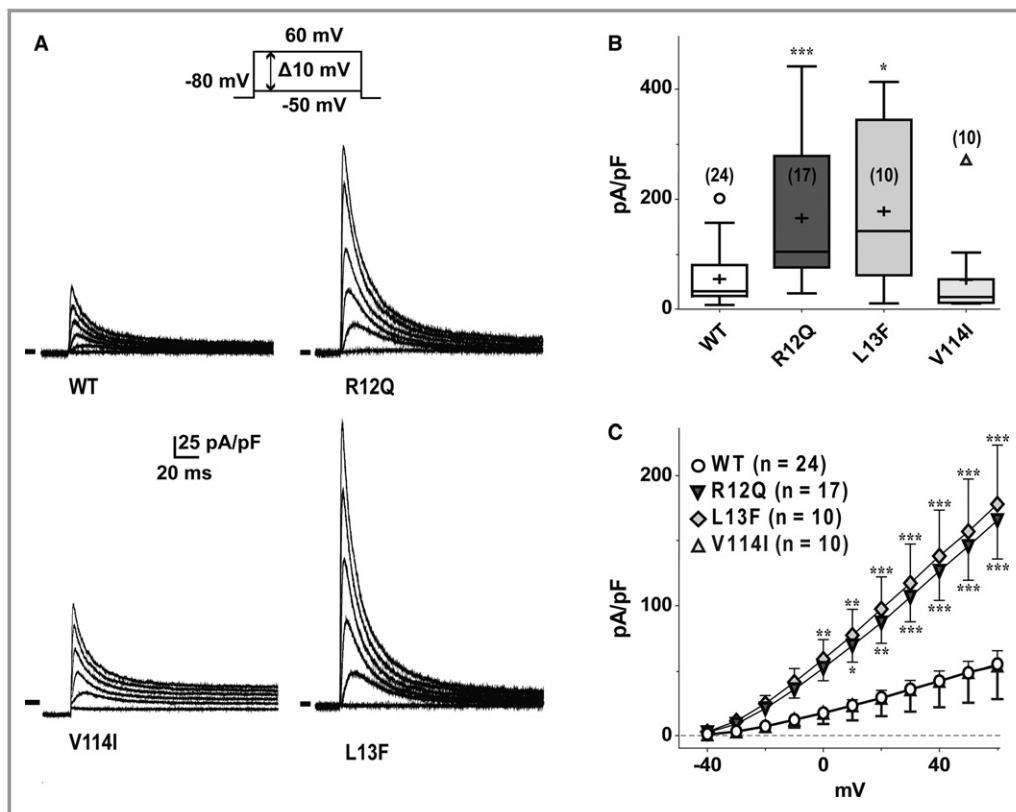 A
60 mV
-80 mV
Δ10 mV
-50 mV
WT
R12Q
25 pA/pF
20 ms
V114I
L13F
B
***
*
400
(10)
(24)
(17)
(10)
200
pA/pF
0
WT
R12Q
L13F
V114I
C
WT (n = 24)
R12Q (n = 17)
L13F (n = 10)
V114I (n = 10)
200
100
0
pA/pF
** ** *** *** *** *** ***
* ** *** *** *** ***
-40
0
40
mV